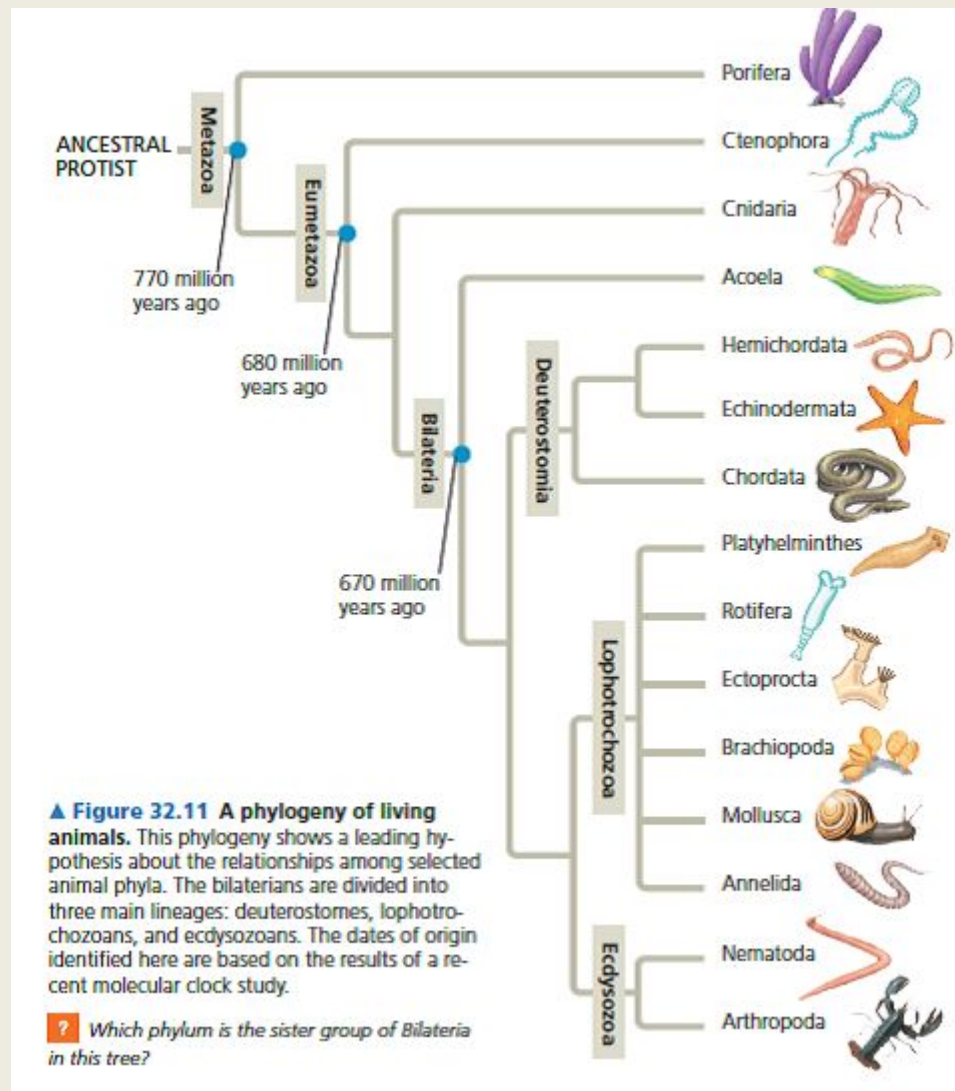 Porifera
Metazoa
ANCESTRAL
PROTIST
Ctenophora
Eumetazoa
Cnidaria
770 million
years ago
Acoela
Hemichordata
Deuterostomia
680 million
years ago
Echinodermata
Bilateria
Chordata
Platyhelminthes
670 million
years ago
Rotifera
Lophotrochozoa
Ectoprocta
Brachiopoda
Mollusca
Annelida
Nematoda
Ecdysozoa
Arthropoda
▲ Figure 32.11 A phylogeny of living
animals. This phylogeny shows a leading hy-
pothesis about the relationships among selected
animal phyla. The bilaterians are divided into
three main lineages: deuterostomes, lophotro-
chozoans, and ecdysozoans. The dates of origin
identified here are based on the results of a re-
cent molecular clock study.
? Which phylum is the sister group of Bilateria
in this tree?